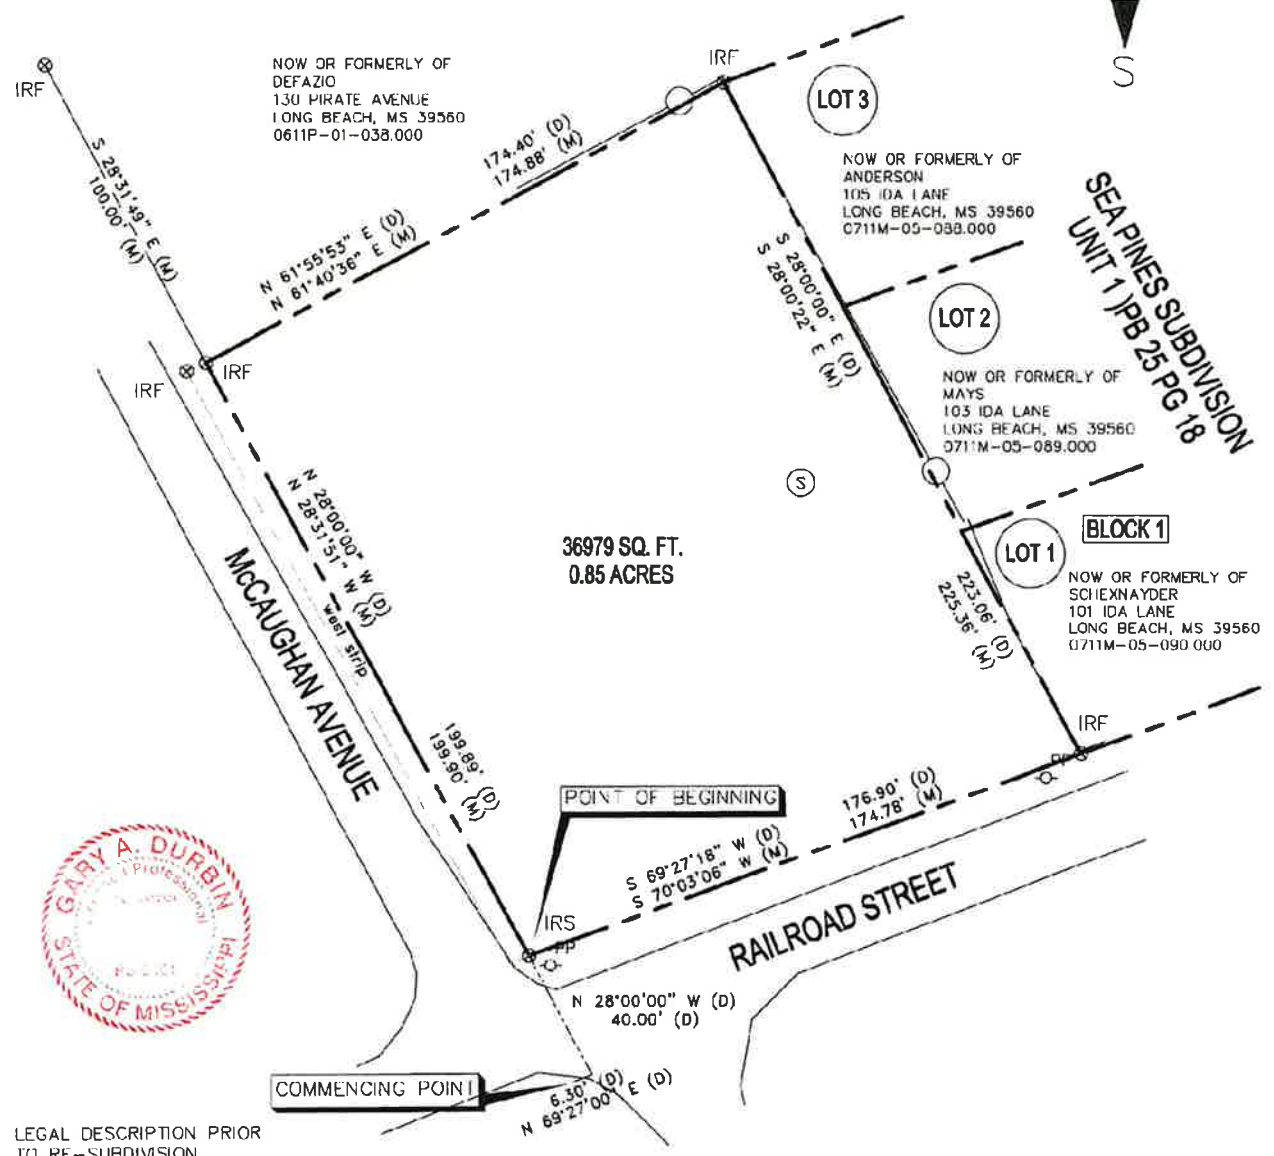 S
IRF
NOW OR FORMERLY OF
DEFAZIO
130 PIRATE AVENUE
LONG BEACH, MS 39560
0611P-01-038.000
IRF
LOT 3
NOW OR FORMERLY OF
ANDERSON
105 IDA LANE
LONG BEACH, MS 39560
0711M-05-088.000
S 28°31'49" E (M)
100.00' (M)
174.40' (D)
174.88' (M)
N 61°55'53" E (D)
N 61°40'36" E (M)
S 28°00'00" E (D)
S 28°00'22" E (M)
SEA PINES SUBDIVISION
UNIT 1 )PB 25 PG 18
LOT 2
NOW OR FORMERLY OF
MAYS
103 IDA LANE
LONG BEACH, MS 39560
0711M-05-089.000
IRF
IRF
N 28°00'00" W (D)
N 28°31'51" W (M)
west strip
McCAUGHAN AVENUE
36979 SQ. FT.
0.85 ACRES
BLOCK 1
LOT 1
NOW OR FORMERLY OF
SCHEXNAYDER
101 IDA LANE
LONG BEACH, MS 39560
0711M-05-090.000
223.06' (D)
225.36' (M)
199.89' (D)
199.90' (M)
IRF
PP
POINT OF BEGINNING
176.90' (D)
174.78' (M)
S 69°27'18" W (D)
S 70°03'06" W (M)
RAILROAD STREET
IRS
PP
N 28°00'00" W (D)
40.00' (D)
COMMENCING POINT
6.30' (D)
N 69°27'00" E (D)
GARY A. DURBIN
Professional
STATE OF MISSISSIPPI
LEGAL DESCRIPTION PRIOR
TO RE-SUBDIVISION